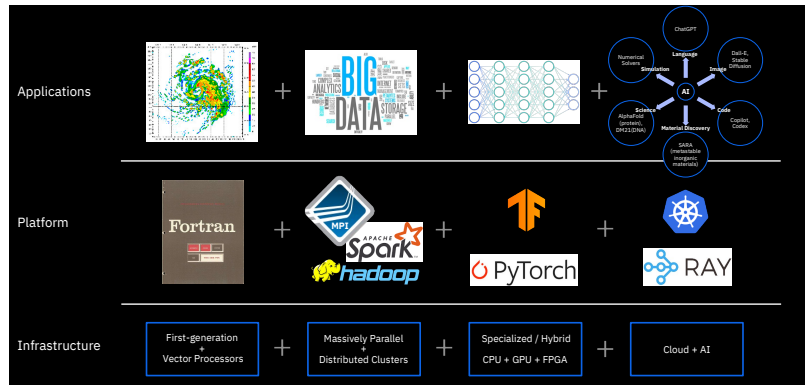 Applications
BIG
DATA
ANALYTICS
STORAGE
ChatGPT
Numerical
Solvers
Language
Dall-E,
Stable
Diffusion
Simulation
Image
AI
Science
Code
AlphaFold
(protein),
DM21(DNA)
Material Discovery
Copilot,
Codex
SARA
(metastable
inorganic
materials)
Platform
Fortran
MPI
APACHE
Spark
hadoop
PyTorch
RAY
Infrastructure
First-generation
+
Vector Processors
+
Massively Parallel
+
Distributed Clusters
+
Specialized / Hybrid
CPU + GPU + FPGA
+
Cloud + AI